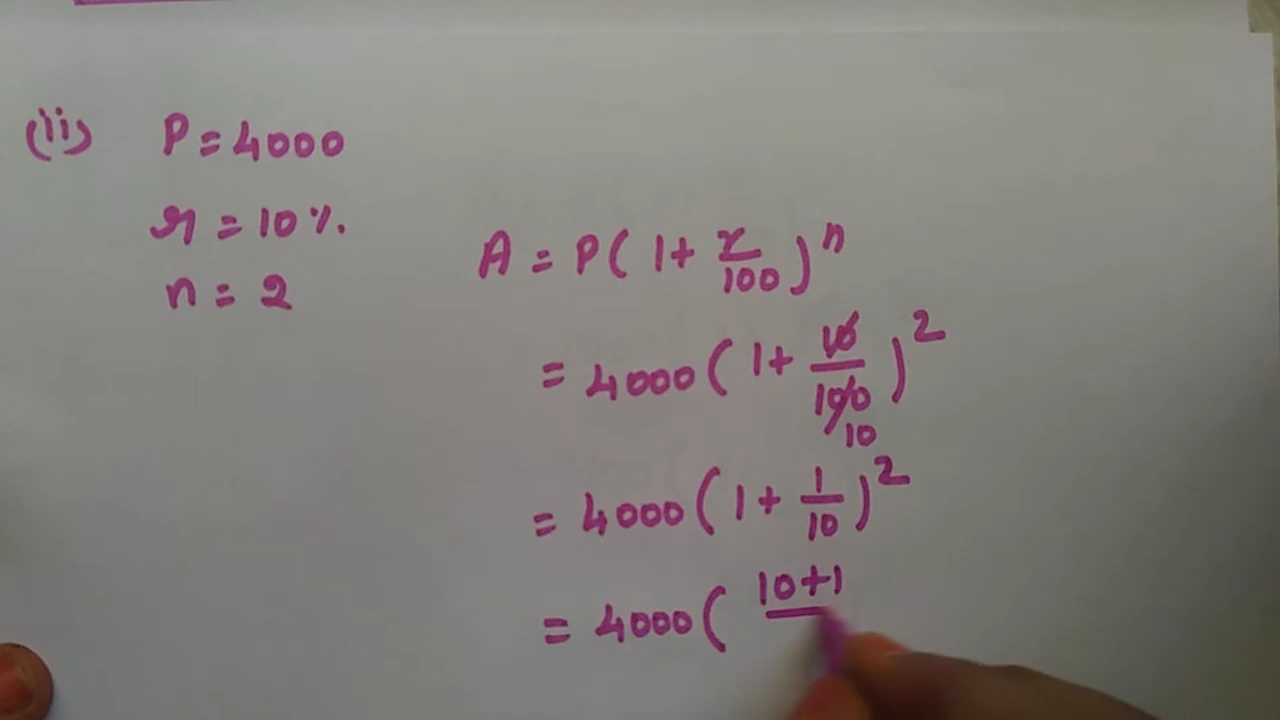 (ii) P = 4000
r = 10 %.
n = 2
A = P ( 1 + r/100 )^n
= 4000 ( 1 + 10/100 10 )^2
= 4000 ( 1 + 1/10 )^2
= 4000 ( 10+1